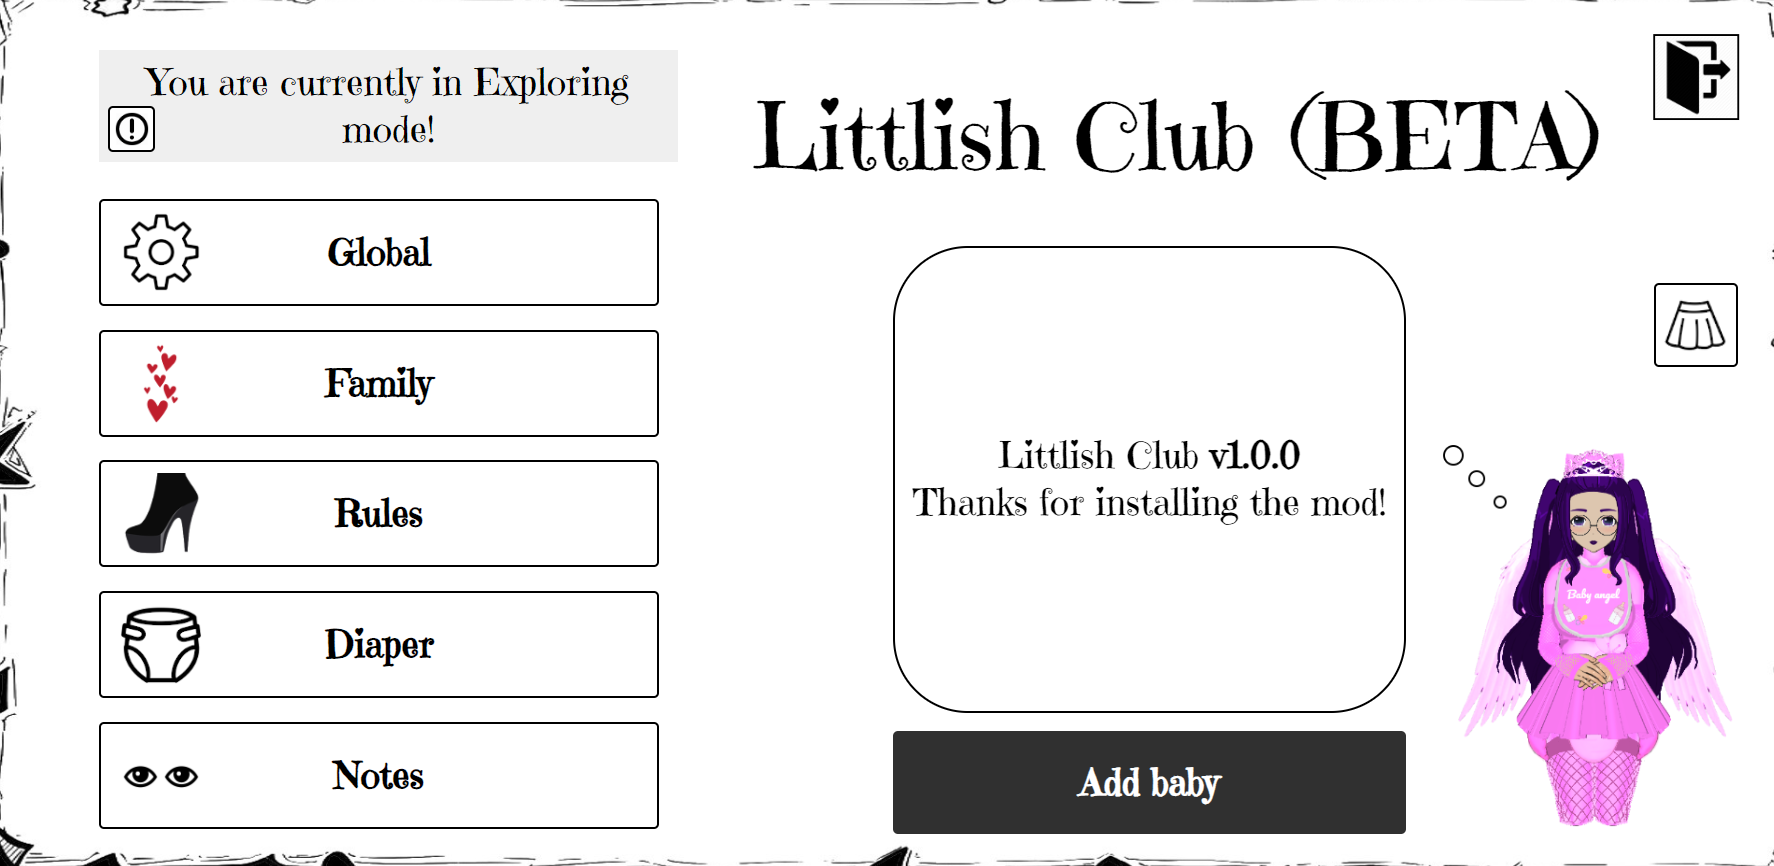 You are currently in Exploring
mode!
Littlish Club (BETA)
Global
Family
Rules
Diaper
Notes
Littlish Club v1.0.0
Thanks for installing the mod!
Baby angel
Add baby